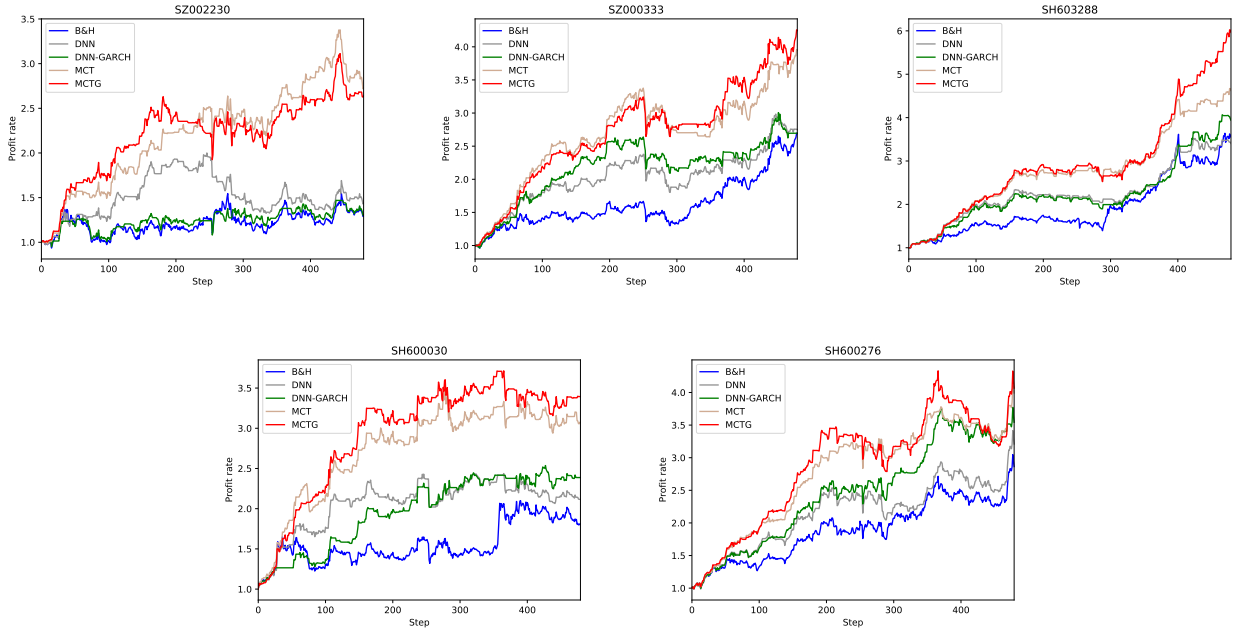 SZ002230
3.5
3.0
2.5
2.0
1.5
1.0
Profit rate
B&H
DNN
DNN-GARCH
MCT
MCTG
0 100 200 300 400
Step
SZ000333
4.0
3.5
3.0
2.5
2.0
1.5
1.0
Profit rate
B&H
DNN
DNN-GARCH
MCT
MCTG
0 100 200 300 400
Step
SH603288
6
5
4
3
2
1
Profit rate
B&H
DNN
DNN-GARCH
MCT
MCTG
0 100 200 300 400
Step
SH600030
3.5
3.0
2.5
2.0
1.5
1.0
Profit rate
B&H
DNN
DNN-GARCH
MCT
MCTG
0 100 200 300 400
Step
SH600276
4.0
3.5
3.0
2.5
2.0
1.5
1.0
Profit rate
B&H
DNN
DNN-GARCH
MCT
MCTG
0 100 200 300 400
Step